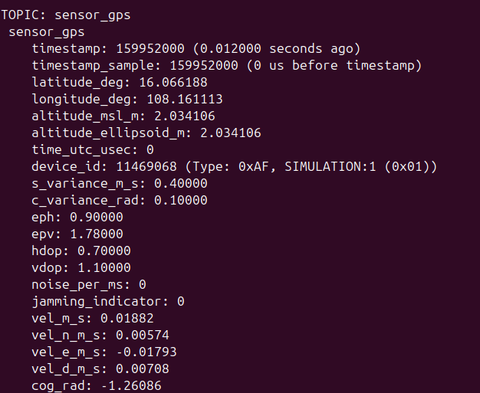 TOPIC: sensor_gps
sensor_gps
timestamp: 159952000 (0.012000 seconds ago)
timestamp_sample: 159952000 (0 us before timestamp)
latitude_deg: 16.066188
longitude_deg: 108.161113
altitude_msl_m: 2.034106
altitude_ellipsoid_m: 2.034106
time_utc_usec: 0
device_id: 11469068 (Type: 0xAF, SIMULATION:1 (0x01))
s_variance_m_s: 0.40000
c_variance_rad: 0.10000
eph: 0.90000
epv: 1.78000
hdop: 0.70000
vdop: 1.10000
noise_per_ms: 0
jamming_indicator: 0
vel_m_s: 0.01882
vel_n_m_s: 0.00574
vel_e_m_s: -0.01793
vel_d_m_s: 0.00708
cog_rad: -1.26086